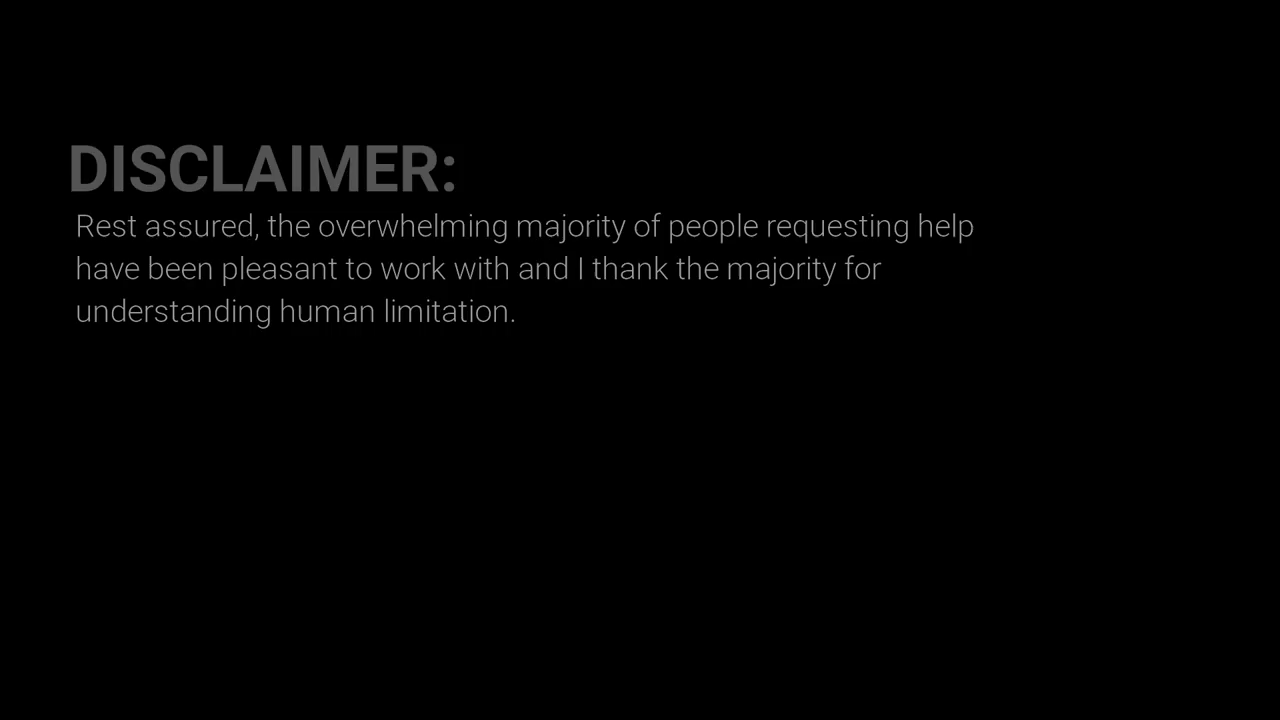 DISCLAIMER:
Rest assured, the overwhelming majority of people requesting help
have been pleasant to work with and I thank the majority for
understanding human limitation.